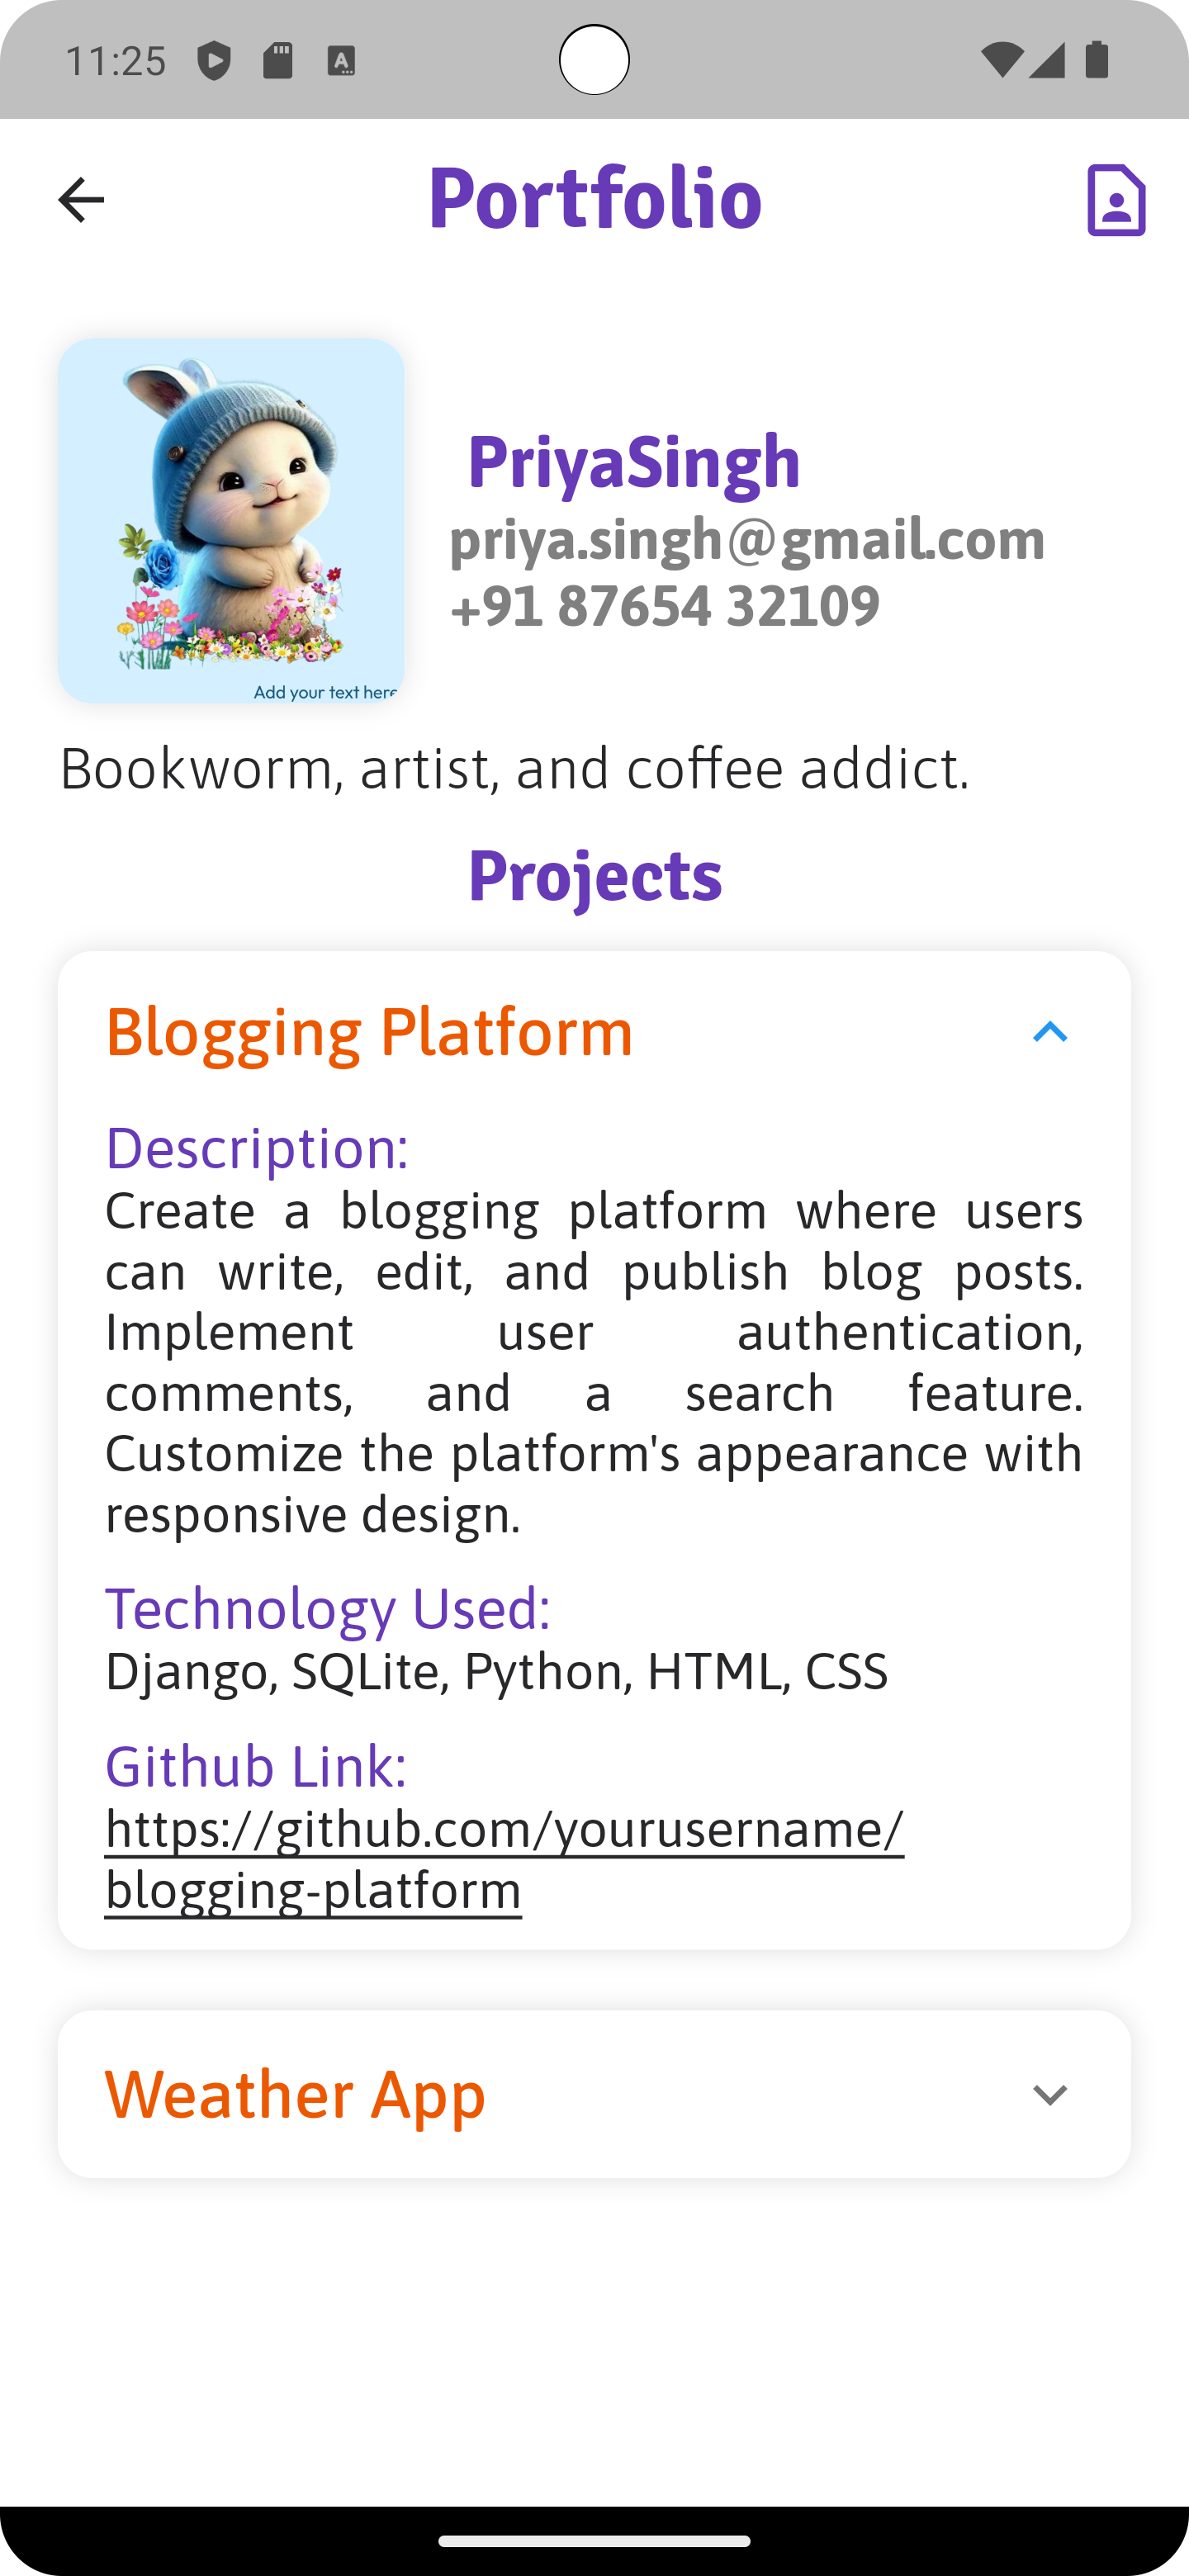 11:25
Portfolio
PriyaSingh
priya.singh@gmail.com
+91 87654 32109
Add your text here
Bookworm, artist, and coffee addict.
Projects
Blogging Platform
Description:
Create a blogging platform where users
can write, edit, and publish blog posts.
Implement user authentication,
comments, and a search feature.
Customize the platform's appearance with
responsive design.
Technology Used:
Django, SQLite, Python, HTML, CSS
Github Link:
https://github.com/yourusername/
blogging-platform
Weather App